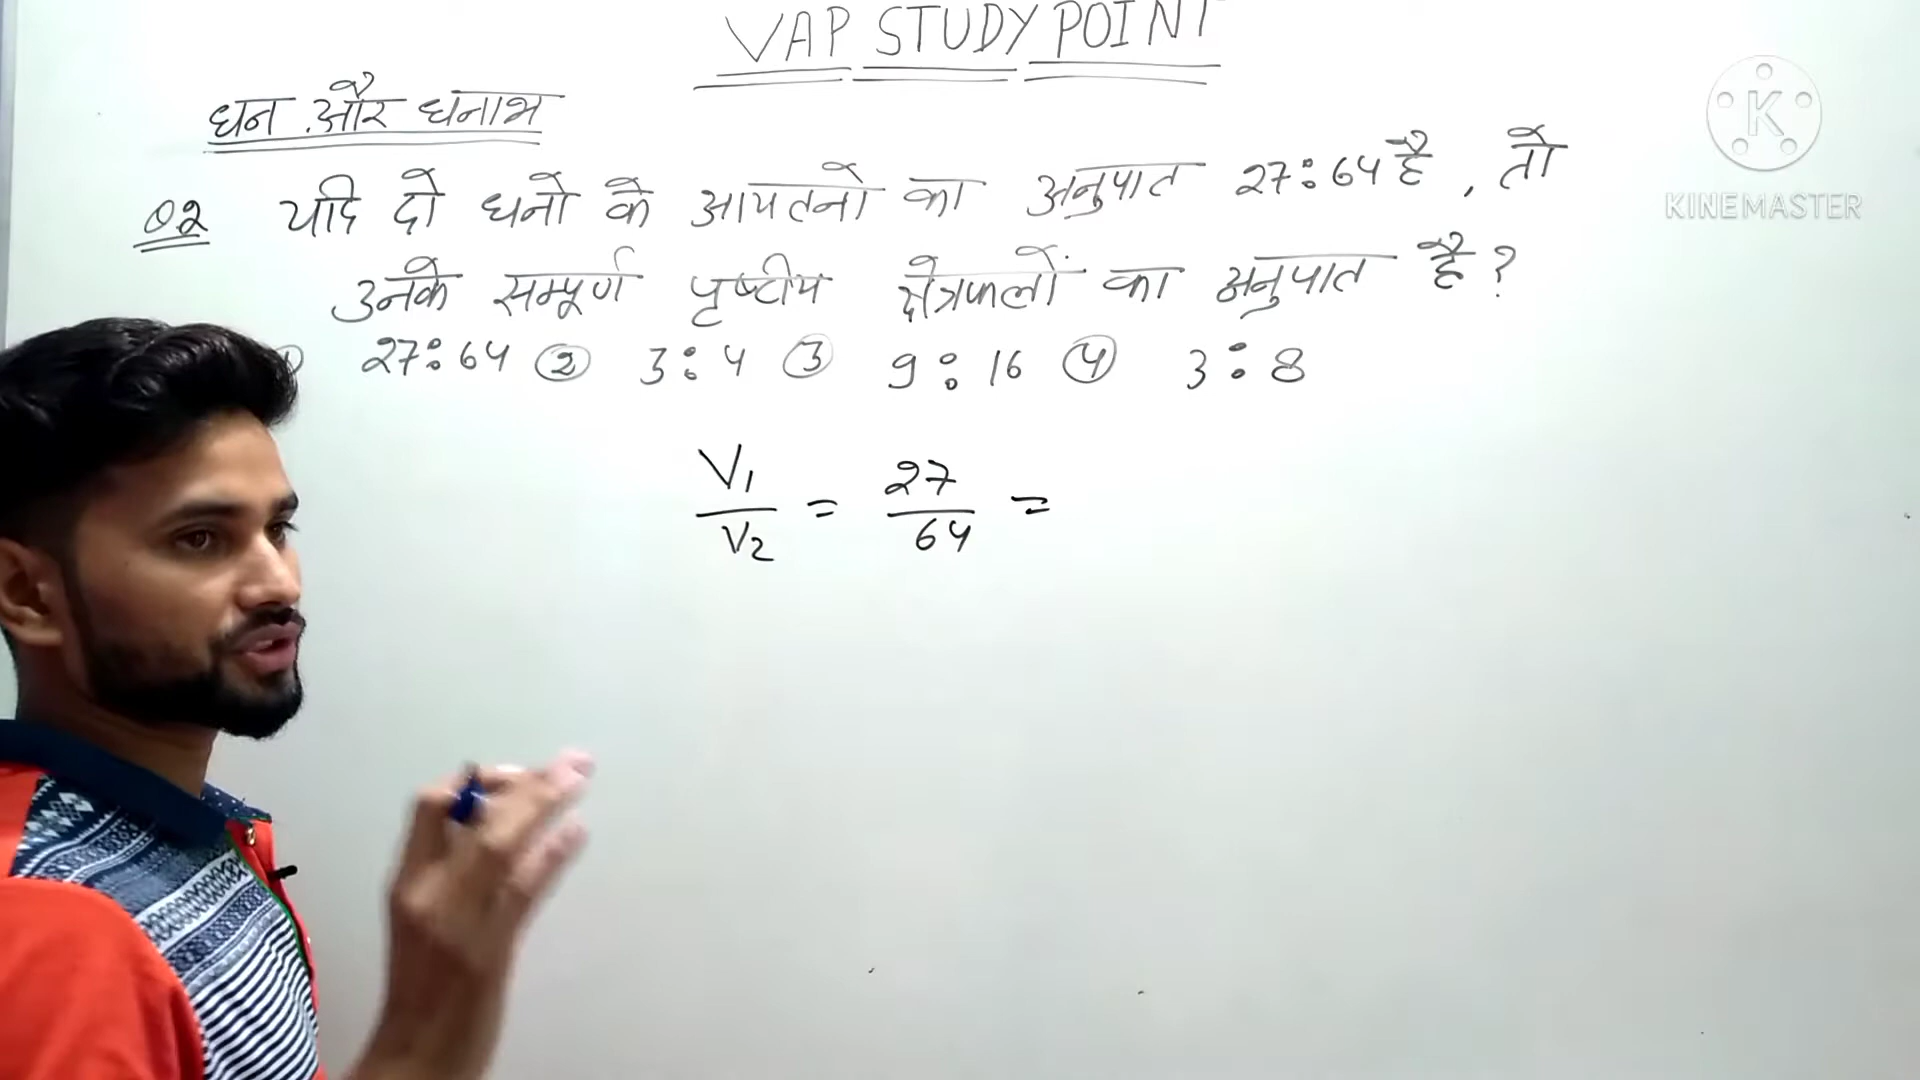 VAP STUDY POINT
घन और घनाभ
Q2 यदि दो घनो के आयतनो का अनुपात 27:64 है, तो
उनके सम्पूर्ण पृष्टीय क्षेत्रफलों का अनुपात है?
27:64 ② 3:4 ③ 9:16 ④ 3:8
V₁/V₂ = 27/64 =
K
KINEMASTER